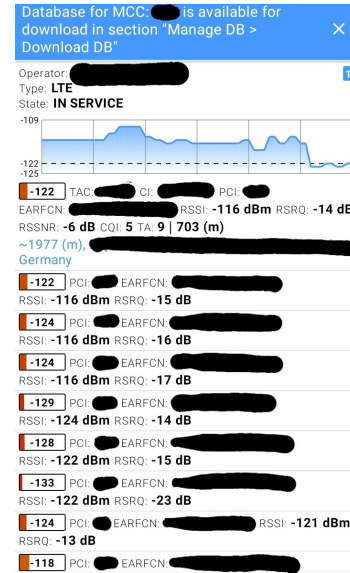 Database for MCC: is available for
download in section "Manage DB >
Download DB"
Operator:
Type: LTE
State: IN SERVICE
-109
-122
-125
-122 TAC: CI: PCI:
EARFCN: RSSI: -116 dBm RSRQ: -14 dB
RSSNR: -6 dB CQI: 5 TA: 9 | 703 (m)
~1977 (m),
Germany
-122 PCI: EARFCN:
RSSI: -116 dBm RSRQ: -15 dB
-124 PCI: EARFCN:
RSSI: -116 dBm RSRQ: -16 dB
-124 PCI: EARFCN:
RSSI: -116 dBm RSRQ: -17 dB
-129 PCI: EARFCN:
RSSI: -124 dBm RSRQ: -14 dB
-128 PCI: EARFCN:
RSSI: -122 dBm RSRQ: -15 dB
-133 PCI: EARFCN:
RSSI: -122 dBm RSRQ: -23 dB
-124 PCI: EARFCN: RSSI: -121 dBm
RSRQ: -13 dB
-118 PCI: EARFCN: